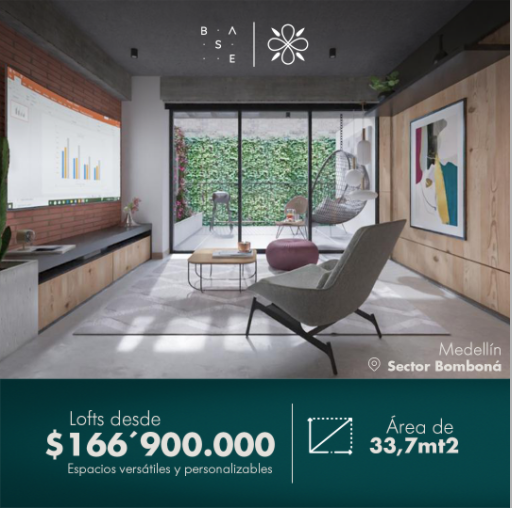 B · A
· S ·
· · E
Medellín
Sector Bomboná
Lofts desde
$166´900.000
Espacios versátiles y personalizables
Área de
33,7mt2